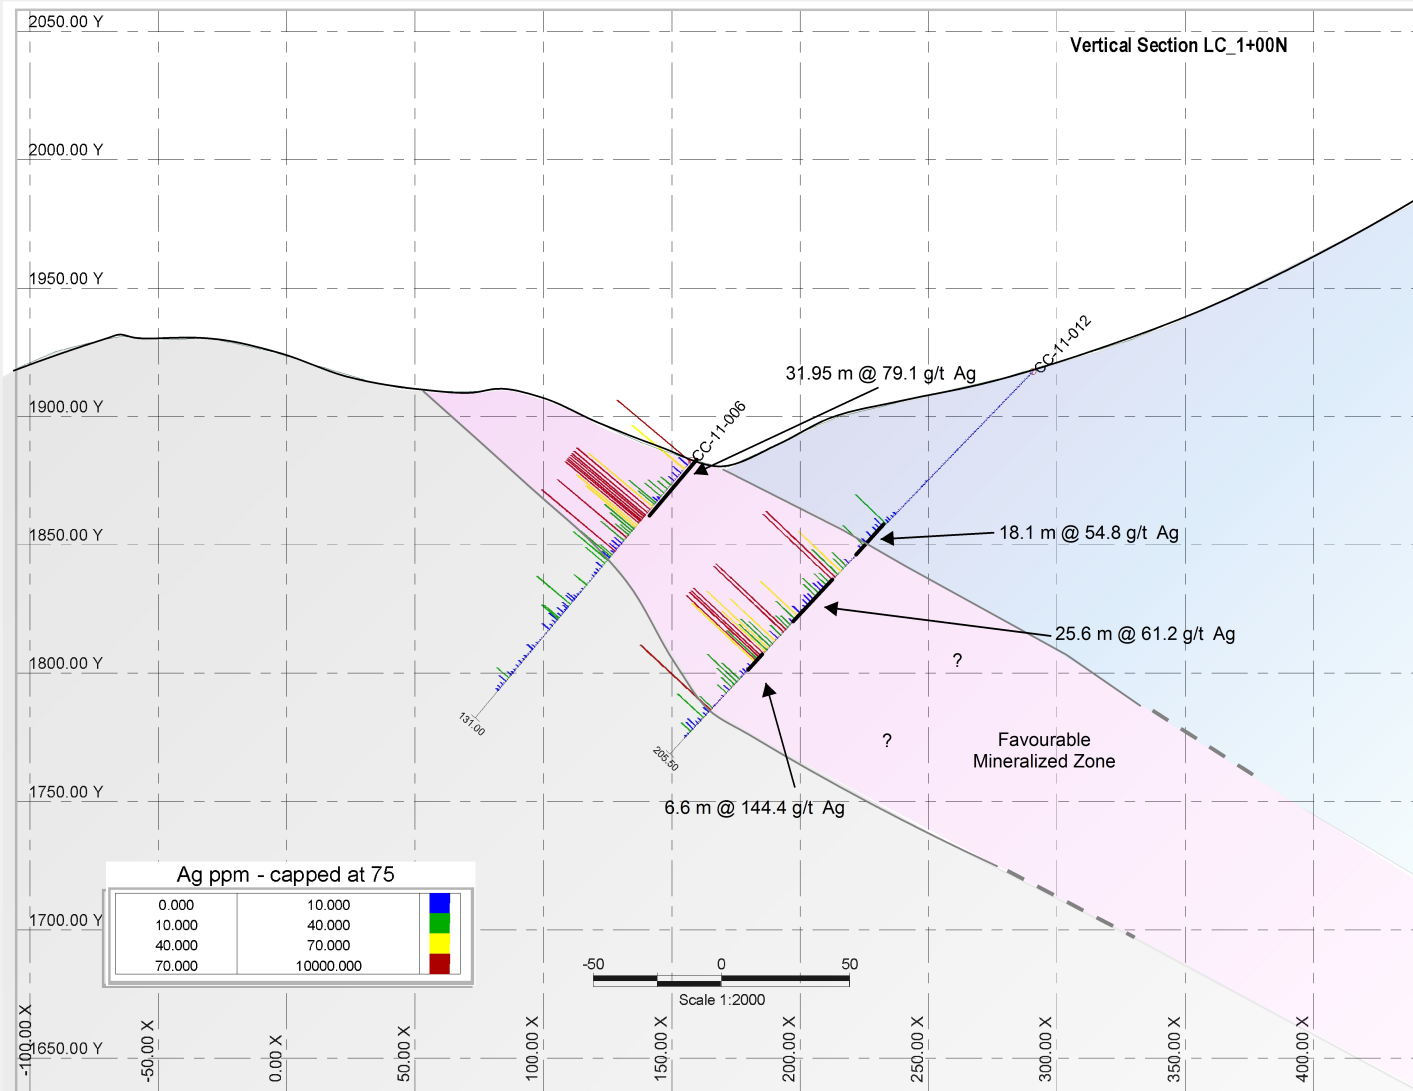 2050.00 Y
Vertical Section LC_1+00N
2000.00 Y
1950.00 Y
CC-11-012
31.95 m @ 79.1 g/t Ag
1900.00 Y
CC-11-006
1850.00 Y
18.1 m @ 54.8 g/t Ag
25.6 m @ 61.2 g/t Ag
?
1800.00 Y
131.00
205.50
?
Favourable
Mineralized Zone
1750.00 Y
6.6 m @ 144.4 g/t Ag
Ag ppm - capped at 75
0.000 10.000
10.000 40.000
40.000 70.000
70.000 10000.000
1700.00 Y
-50 0 50
Scale 1:2000
1650.00 Y
-100.00 X
-50.00 X
0.00 X
50.00 X
100.00 X
150.00 X
200.00 X
250.00 X
300.00 X
350.00 X
400.00 X